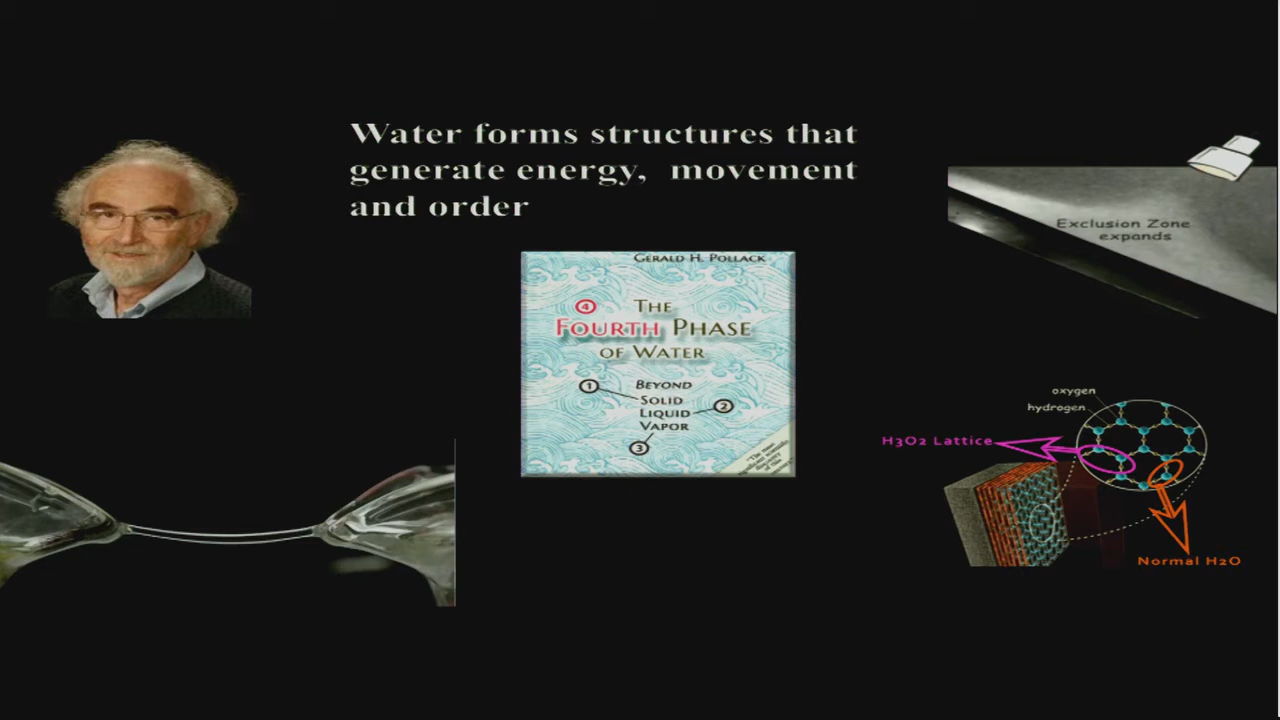 Water forms structures that
generate energy, movement
and order
Exclusion Zone
expands
GERALD H. POLLACK
4 THE
FOURTH PHASE
OF WATER
1 BEYOND
SOLID
LIQUID 2
VAPOR
3
oxygen
hydrogen
H3O2 Lattice
Normal H2O